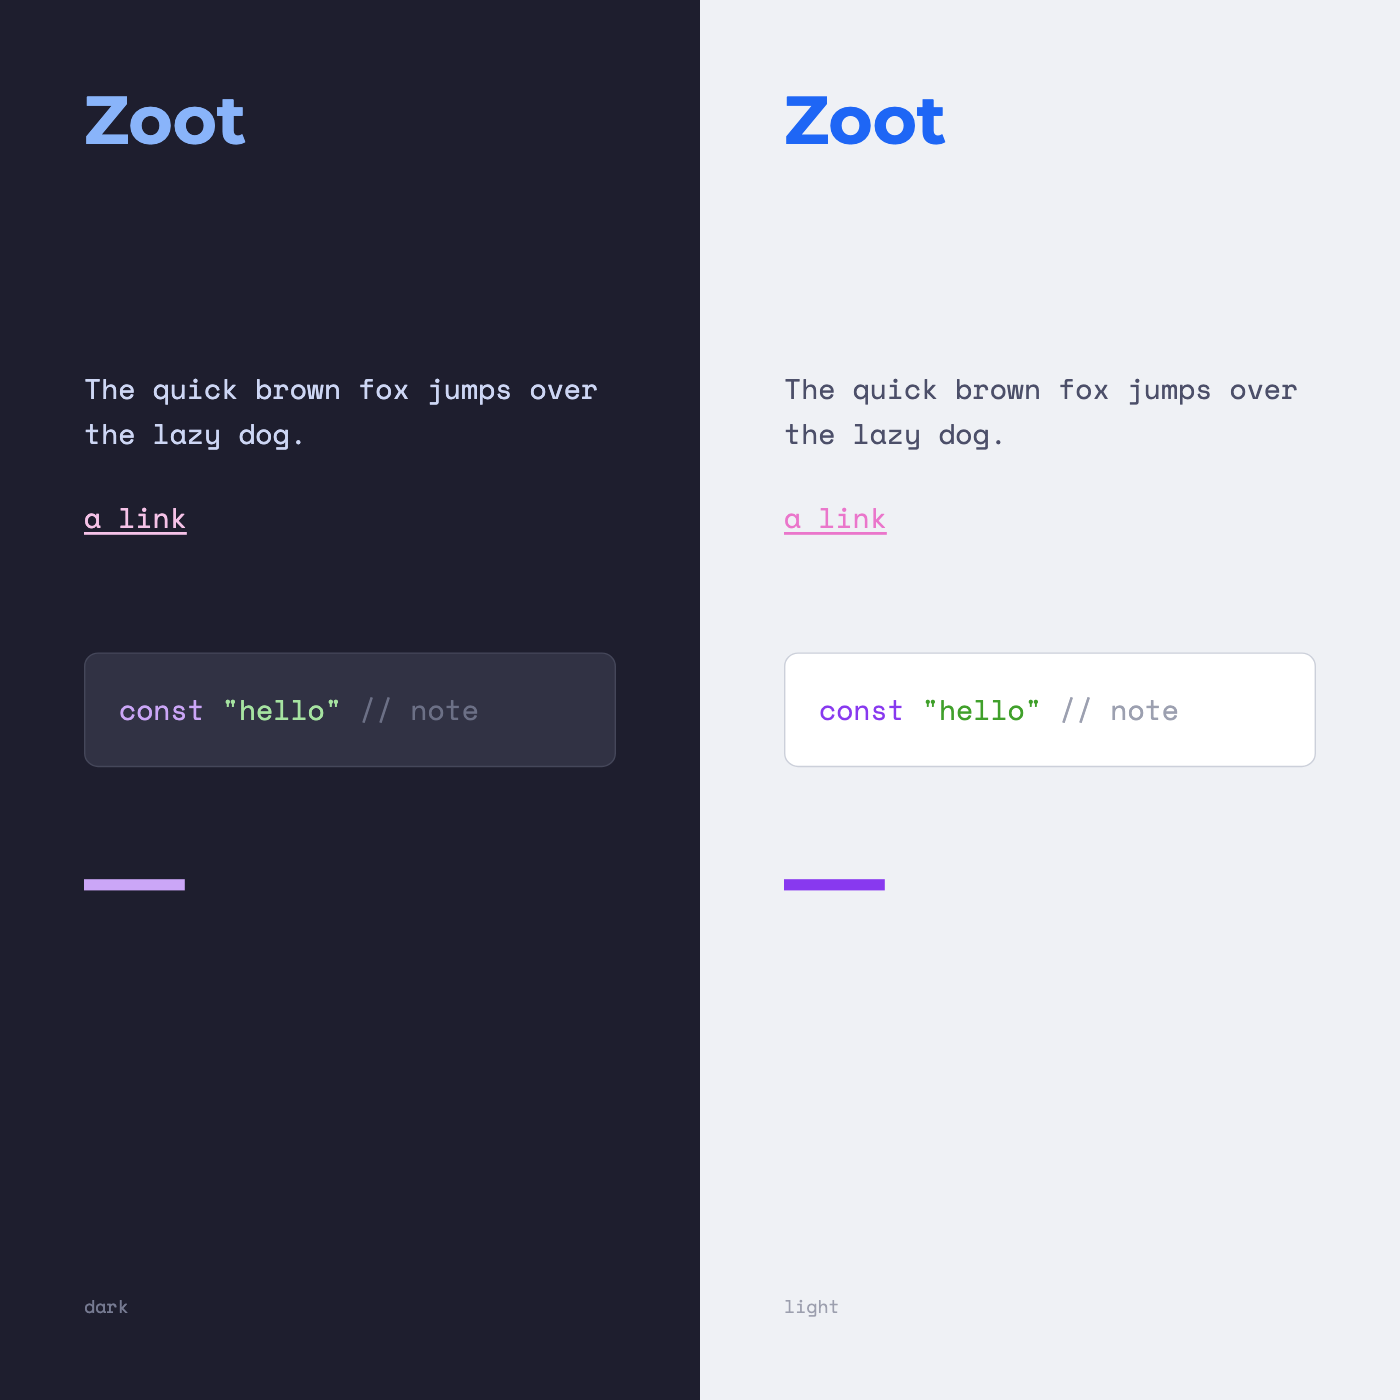 Zoot
The quick brown fox jumps over
the lazy dog.
a link
const "hello" // note
dark
Zoot
The quick brown fox jumps over
the lazy dog.
a link
const "hello" // note
light